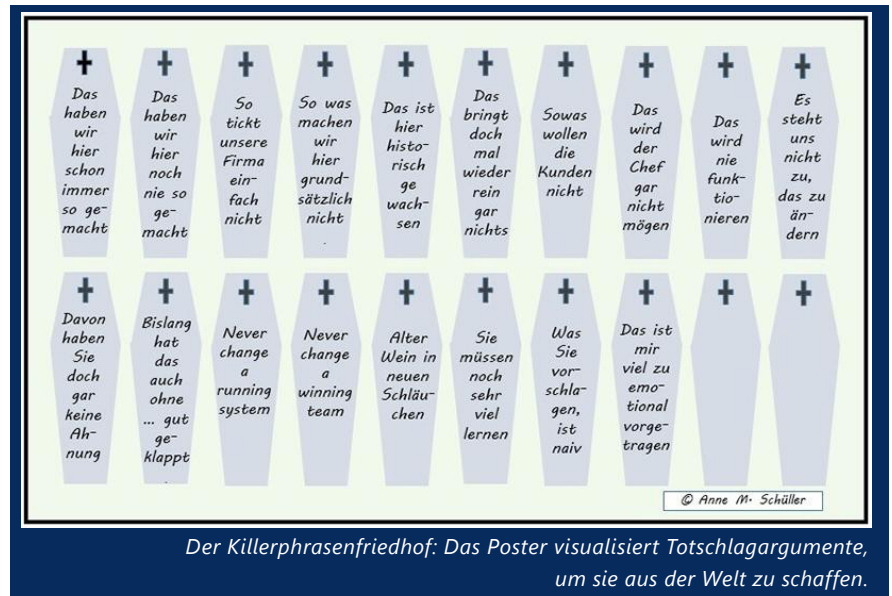 Das
haben
wir
hier
schon
immer
so ge-
macht
Das
haben
wir
hier
noch
nie so
ge-
macht
So
tickt
unsere
Firma
ein-
fach
nicht
So was
machen
wir
hier
grund-
sätzlich
nicht
.
Das ist
hier
histo-
risch
ge
wach-
sen
Das
bringt
doch
mal
wieder
rein
gar
nichts
Sowas
wollen
die
Kunden
nicht
Das
wird
der
Chef
gar
nicht
mögen
Das
wird
nie
funk-
tio-
nieren
Es
steht
uns
nicht
zu,
das zu
än-
dern
Davon
haben
Sie
doch
gar
keine
Ah-
nung
Bislang
hat
das
auch
ohne
... gut
ge-
klappt
.
Never
change
a
running
system
Never
change
a
winning
team
Alter
Wein in
neuen
Schläu-
chen
Sie
müssen
noch
sehr
viel
lernen
Was
Sie
vor-
schla-
gen,
ist
naiv
Das ist
mir
viel zu
emo-
tional
vorge-
tragen
© Anne M. Schüller
Der Killerphrasenfriedhof: Das Poster visualisiert Totschlagargumente,
um sie aus der Welt zu schaffen.